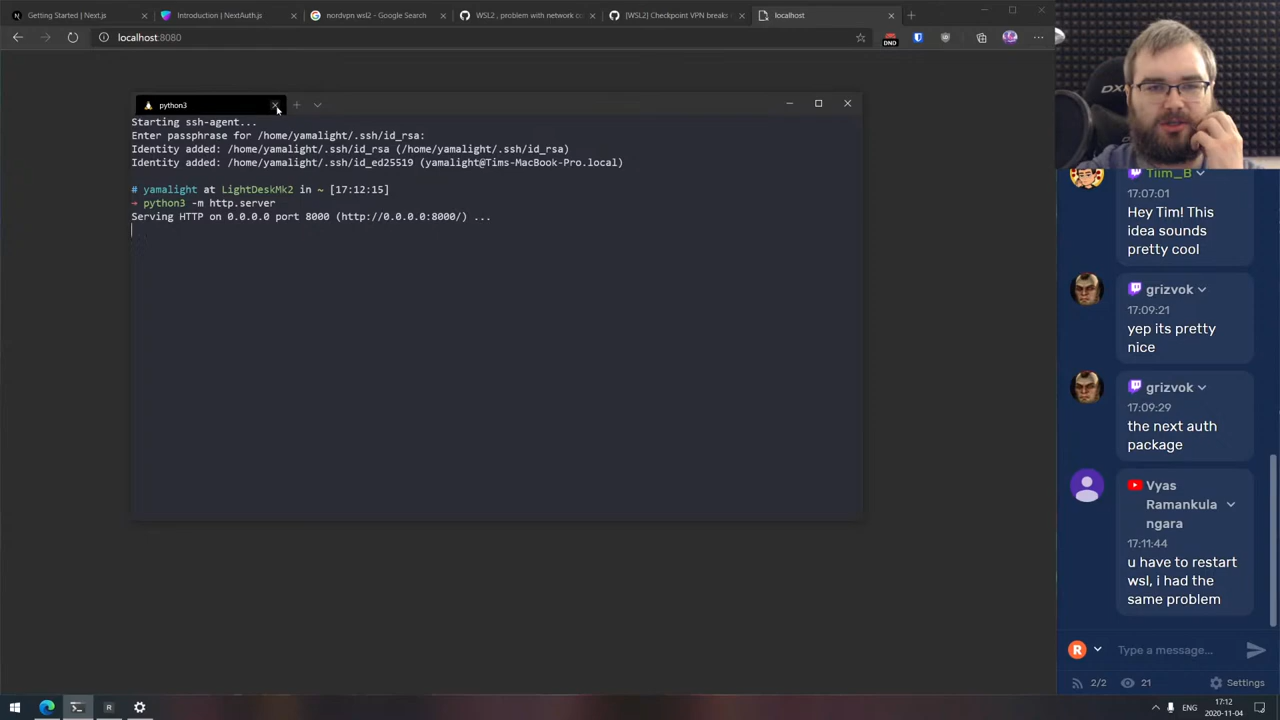 Getting Started | Next.js
Introduction | NextAuth.js
nordvpn wsl2 - Google Search
WSL2 , problem with network co
[WSL2] Checkpoint VPN breaks
localhost
localhost:8080
DND
python3
Starting ssh-agent...
Enter passphrase for /home/yamalight/.ssh/id_rsa:
Identity added: /home/yamalight/.ssh/id_rsa (/home/yamalight/.ssh/id_rsa)
Identity added: /home/yamalight/.ssh/id_ed25519 (yamalight@Tims-MacBook-Pro.local)
# yamalight at LightDeskMk2 in ~ [17:12:15]
→ python3 -m http.server
Serving HTTP on 0.0.0.0 port 8000 (http://0.0.0.0:8000/) ...
Tiim_B
17:07:01
Hey Tim! This
idea sounds
pretty cool
grizvok
17:09:21
yep its pretty
nice
grizvok
17:09:29
the next auth
package
Vyas
Ramankula
ngara
17:11:44
u have to restart
wsl, i had the
same problem
R
Type a message...
2/2
21
Settings
R
ENG
17:12
2020-11-04